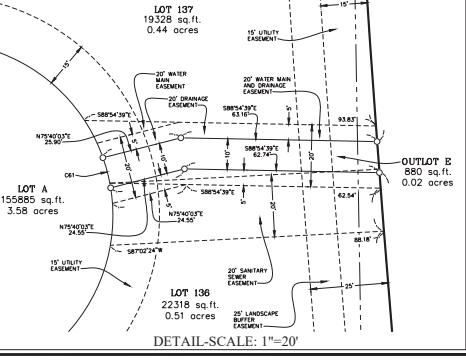 LOT 137
19328 sq.ft.
0.44 acres
15'
15' UTILITY
EASEMENT
15'
20' WATER
MAIN
EASEMENT
20' WATER MAIN
AND DRAINAGE
EASEMENT
20' DRAINAGE
EASEMENT
S88°54'39"E
S88°54'39"E
63.16'
5'
93.83'
N75°40'03"E
25.90'
5'
S88°54'39"E
62.74'
10'
10'
20'
20'
OUTLOT E
880 sq.ft.
0.02 acres
C61
LOT A
155885 sq.ft.
3.58 acres
5'
N75°40'03"E
24.55'
N75°40'03"E
24.55'
S88°54'39"E
5'
62.54'
20'
88.18'
S87°02'24"W
15' UTILITY
EASEMENT
20' SANITARY
SEWER
EASEMENT
25'
LOT 136
22318 sq.ft.
0.51 acres
25' LANDSCAPE
BUFFER
EASEMENT
DETAIL-SCALE: 1"=20'